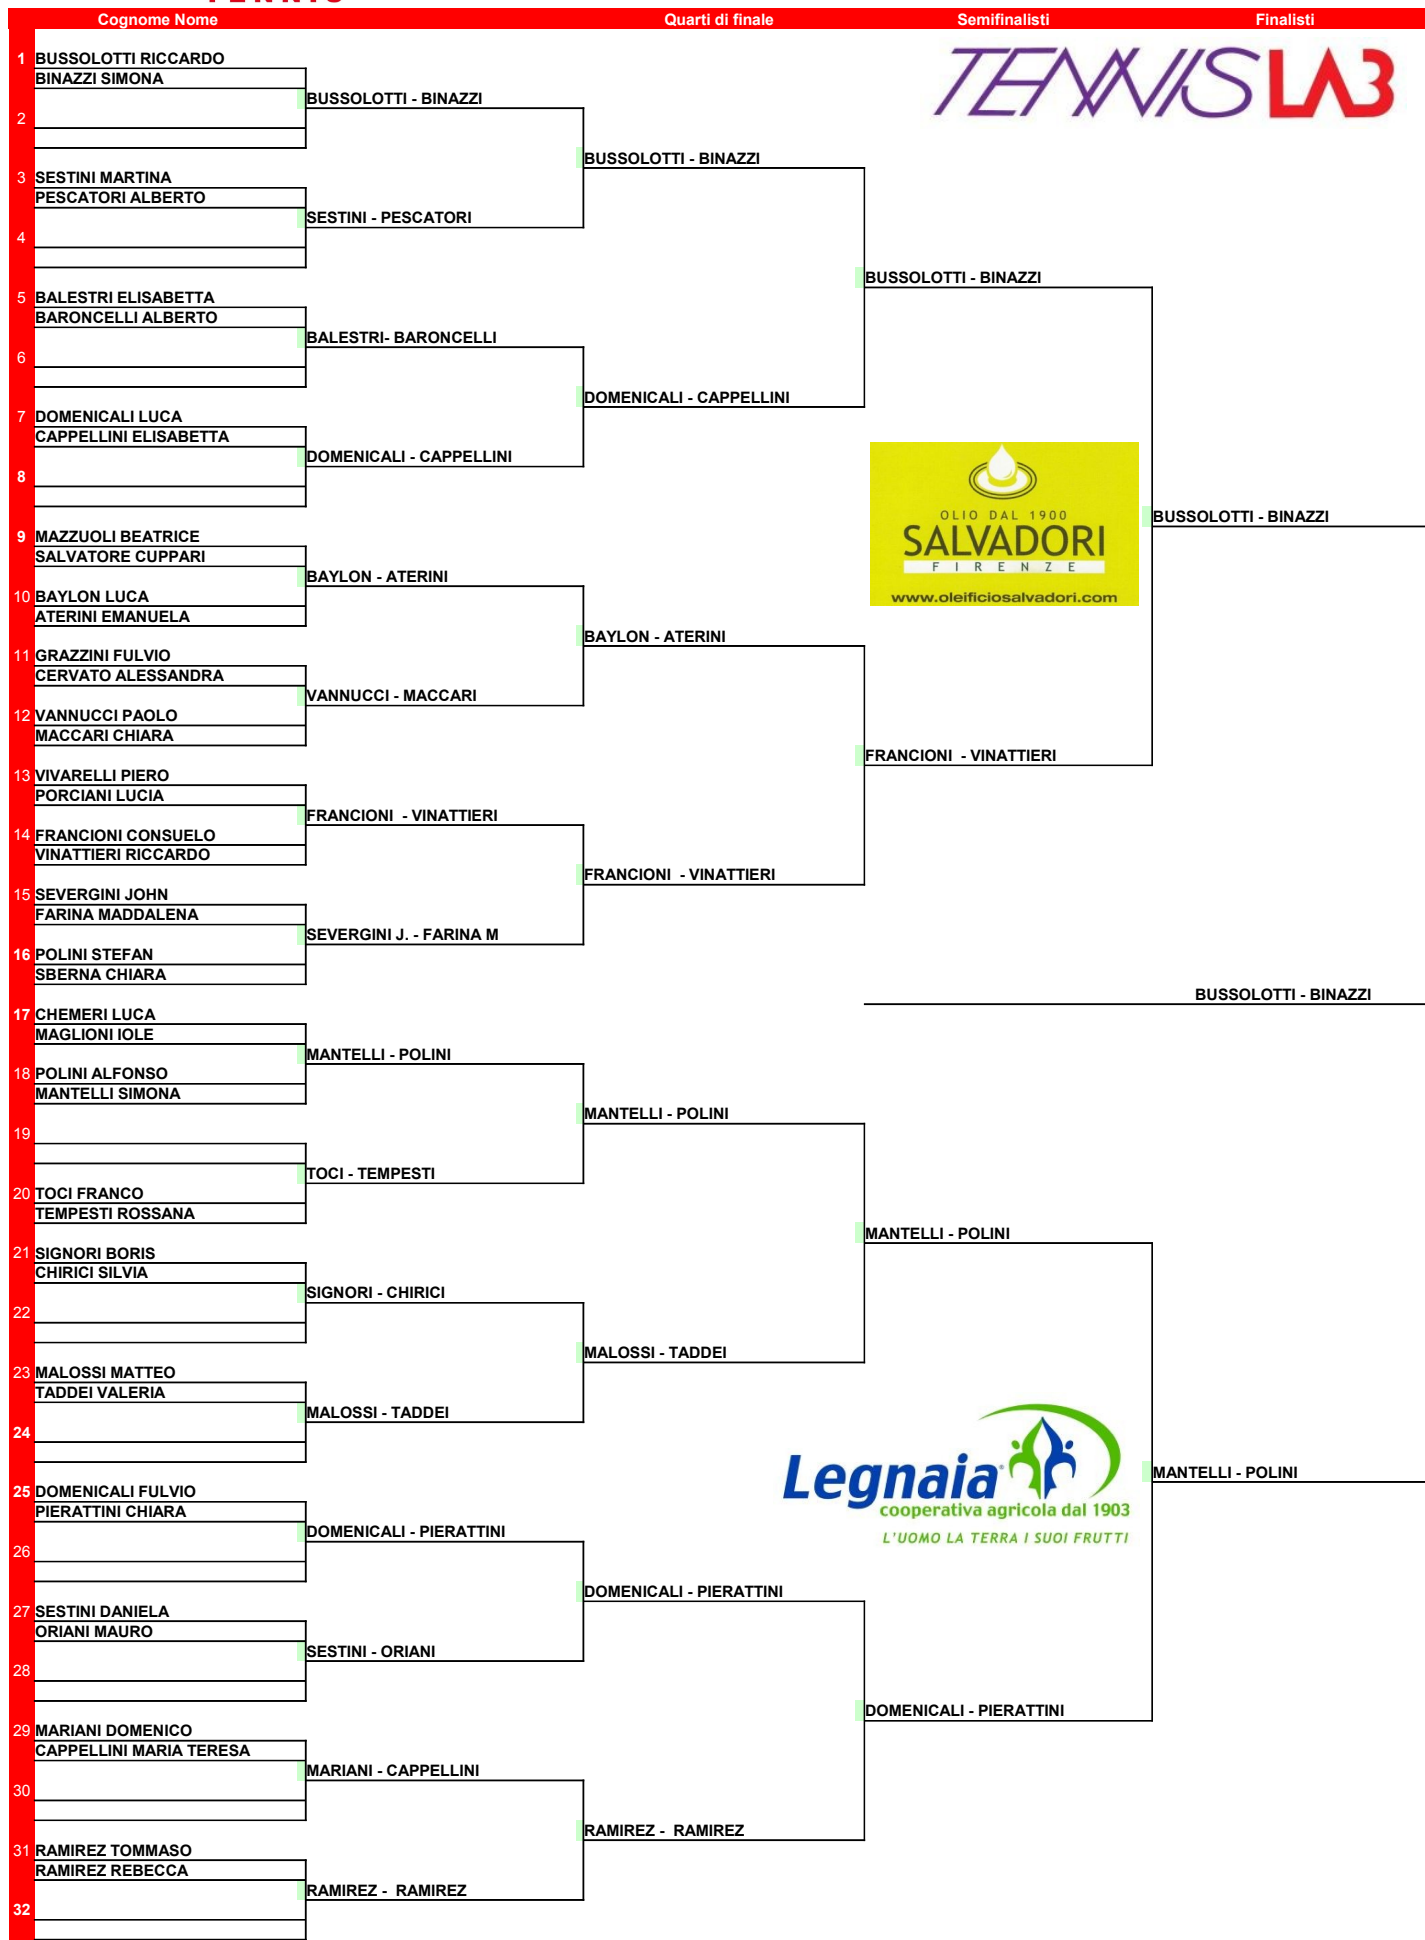 TENNIS
Cognome Nome Quarti di finale Semifinalisti Finalisti
TENNIS LAB
1 BUSSOLOTTI RICCARDO
BINAZZI SIMONA
BUSSOLOTTI - BINAZZI
2
BUSSOLOTTI - BINAZZI
3 SESTINI MARTINA
PESCATORI ALBERTO
SESTINI - PESCATORI
4
BUSSOLOTTI - BINAZZI
5 BALESTRI ELISABETTA
BARONCELLI ALBERTO
BALESTRI- BARONCELLI
6
DOMENICALI - CAPPELLINI
7 DOMENICALI LUCA
CAPPELLINI ELISABETTA
DOMENICALI - CAPPELLINI
8
OLIO DAL 1900
SALVADORI
FIRENZE
www.oleificiosalvadori.com
BUSSOLOTTI - BINAZZI
9 MAZZUOLI BEATRICE
SALVATORE CUPPARI
BAYLON - ATERINI
10 BAYLON LUCA
ATERINI EMANUELA
BAYLON - ATERINI
11 GRAZZINI FULVIO
CERVATO ALESSANDRA
VANNUCCI - MACCARI
12 VANNUCCI PAOLO
MACCARI CHIARA
FRANCIONI - VINATTIERI
13 VIVARELLI PIERO
PORCIANI LUCIA
FRANCIONI - VINATTIERI
14 FRANCIONI CONSUELO
VINATTIERI RICCARDO
FRANCIONI - VINATTIERI
15 SEVERGINI JOHN
FARINA MADDALENA
SEVERGINI J. - FARINA M
16 POLINI STEFAN
SBERNA CHIARA
BUSSOLOTTI - BINAZZI
17 CHEMERI LUCA
MAGLIONI IOLE
MANTELLI - POLINI
18 POLINI ALFONSO
MANTELLI SIMONA
MANTELLI - POLINI
19
TOCI - TEMPESTI
20 TOCI FRANCO
TEMPESTI ROSSANA
MANTELLI - POLINI
21 SIGNORI BORIS
CHIRICI SILVIA
SIGNORI - CHIRICI
22
MALOSSI - TADDEI
23 MALOSSI MATTEO
TADDEI VALERIA
MALOSSI - TADDEI
24
Legnaia
cooperativa agricola dal 1903
L'UOMO LA TERRA I SUOI FRUTTI
MANTELLI - POLINI
25 DOMENICALI FULVIO
PIERATTINI CHIARA
DOMENICALI - PIERATTINI
26
DOMENICALI - PIERATTINI
27 SESTINI DANIELA
ORIANI MAURO
SESTINI - ORIANI
28
DOMENICALI - PIERATTINI
29 MARIANI DOMENICO
CAPPELLINI MARIA TERESA
MARIANI - CAPPELLINI
30
RAMIREZ - RAMIREZ
31 RAMIREZ TOMMASO
RAMIREZ REBECCA
RAMIREZ - RAMIREZ
32